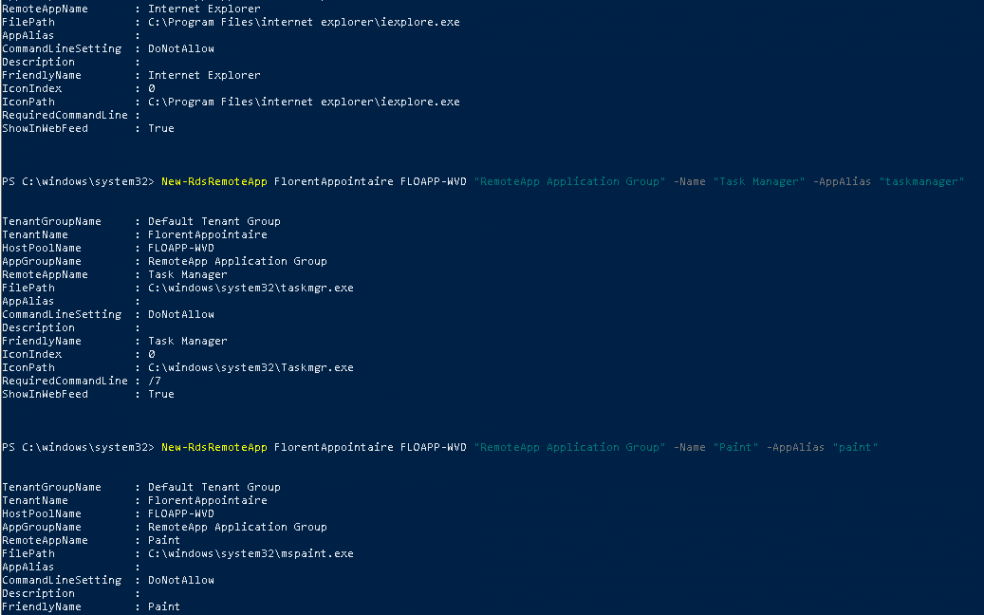 RemoteAppName      : Internet Explorer
FilePath           : C:\Program Files\internet explorer\iexplore.exe
AppAlias           :
CommandLineSetting : DoNotAllow
Description        :
FriendlyName       : Internet Explorer
IconIndex          : 0
IconPath           : C:\Program Files\internet explorer\iexplore.exe
RequiredCommandLine :
ShowInWebFeed      : True
PS C:\windows\system32> New-RdsRemoteApp FlorentAppointaire FLOAPP-WVD "RemoteApp Application Group" -Name "Task Manager" -AppAlias "taskmanager"
TenantGroupName    : Default Tenant Group
TenantName         : FlorentAppointaire
HostPoolName       : FLOAPP-WVD
AppGroupName       : RemoteApp Application Group
RemoteAppName      : Task Manager
FilePath           : C:\windows\system32\taskmgr.exe
AppAlias           :
CommandLineSetting : DoNotAllow
Description        :
FriendlyName       : Task Manager
IconIndex          : 0
IconPath           : C:\windows\system32\Taskmgr.exe
RequiredCommandLine : /7
ShowInWebFeed      : True
PS C:\windows\system32> New-RdsRemoteApp FlorentAppointaire FLOAPP-WVD "RemoteApp Application Group" -Name "Paint" -AppAlias "paint"
TenantGroupName    : Default Tenant Group
TenantName         : FlorentAppointaire
HostPoolName       : FLOAPP-WVD
AppGroupName       : RemoteApp Application Group
RemoteAppName      : Paint
FilePath           : C:\windows\system32\mspaint.exe
AppAlias           :
CommandLineSetting : DoNotAllow
Description        :
FriendlyName       : Paint